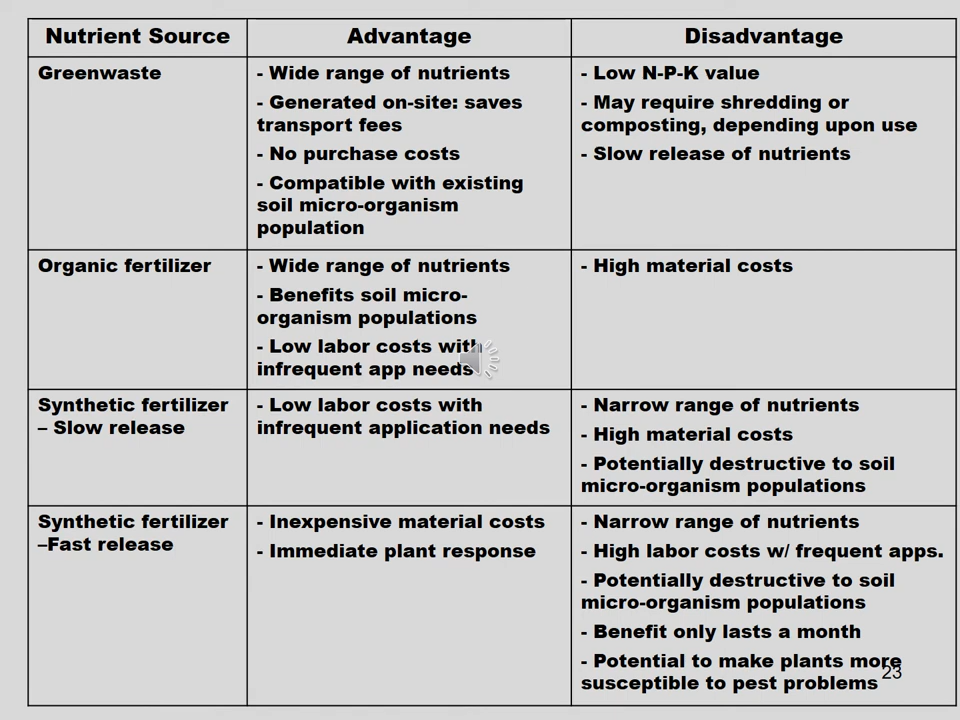 Nutrient Source Advantage Disadvantage
Greenwaste
- Wide range of nutrients
- Generated on-site: saves
transport fees
- No purchase costs
- Compatible with existing
soil micro-organism
population
- Low N-P-K value
- May require shredding or
composting, depending upon use
- Slow release of nutrients
Organic fertilizer
- Wide range of nutrients
- Benefits soil micro-
organism populations
- Low labor costs with
infrequent app needs
- High material costs
Synthetic fertilizer
– Slow release
- Low labor costs with
infrequent application needs
- Narrow range of nutrients
- High material costs
- Potentially destructive to soil
micro-organism populations
Synthetic fertilizer
–Fast release
- Inexpensive material costs
- Immediate plant response
- Narrow range of nutrients
- High labor costs w/ frequent apps.
- Potentially destructive to soil
micro-organism populations
- Benefit only lasts a month
- Potential to make plants more
susceptible to pest problems
23